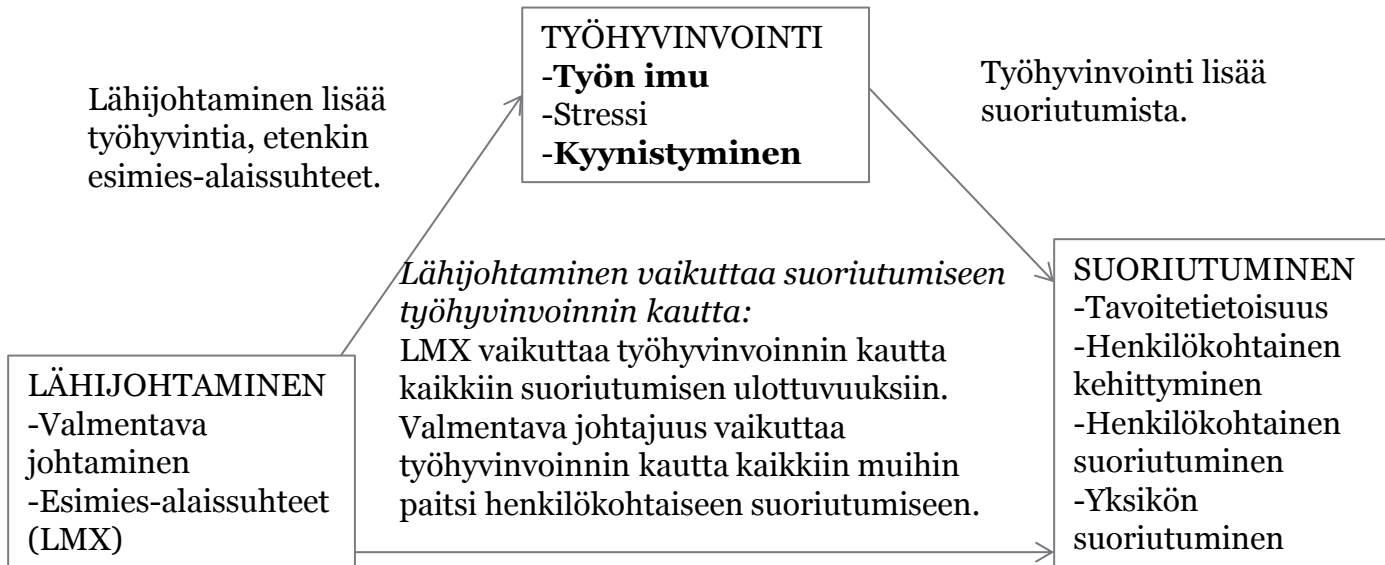 TYÖHYVINVOINTI
-Työn imu
-Stressi
-Kyynistyminen
Lähijohtaminen lisää
työhyvintia, etenkin
esimies-alaissuhteet.
Työhyvinvointi lisää
suoriutumista.
Lähijohtaminen vaikuttaa suoriutumiseen
työhyvinvoinnin kautta:
LMX vaikuttaa työhyvinvoinnin kautta
kaikkiin suoriutumisen ulottuvuuksiin.
Valmentava johtajuus vaikuttaa
työhyvinvoinnin kautta kaikkiin muihin
paitsi henkilökohtaiseen suoriutumiseen.
LÄHIJOHTAMINEN
-Valmentava
johtaminen
-Esimies-alaissuhteet
(LMX)
SUORIUTUMINEN
-Tavoitetietoisuus
-Henkilökohtainen
kehittyminen
-Henkilökohtainen
suoriutuminen
-Yksikön
suoriutuminen